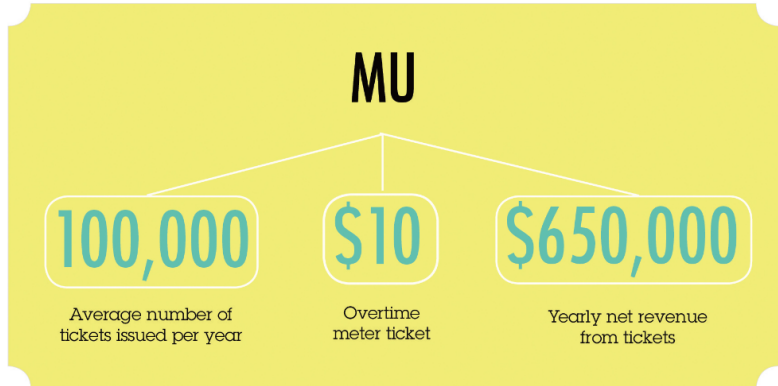 MU
100,000
$10
$650,000
Average number of
tickets issued per year
Overtime
meter ticket
Yearly net revenue
from tickets